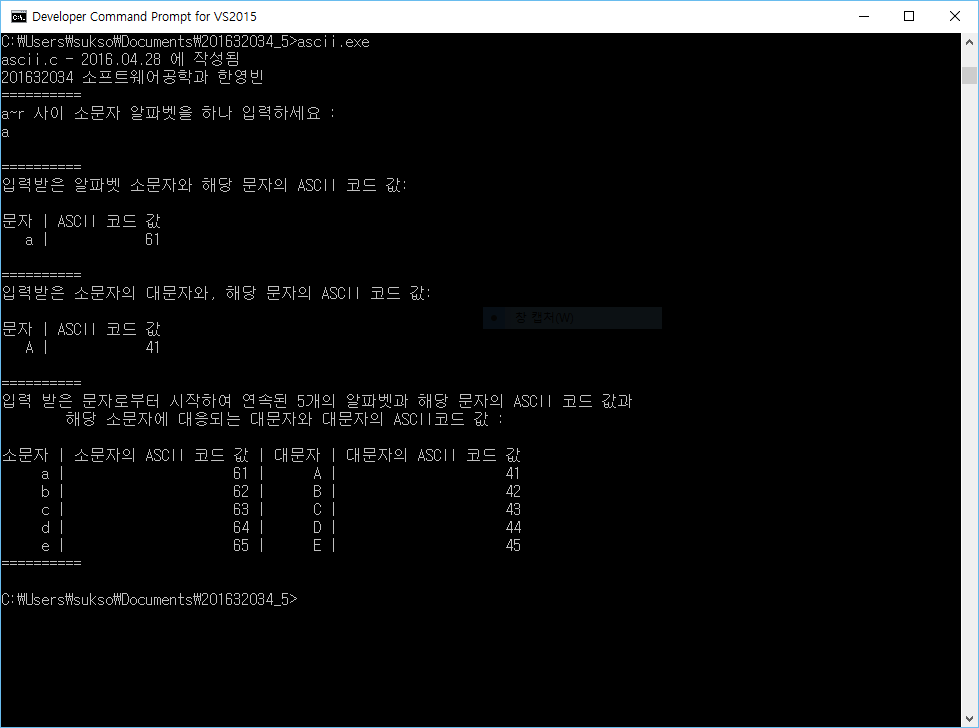 Developer Command Prompt for VS2015
C:₩Users₩sukso₩Documents₩201632034_5>ascii.exe
ascii.c - 2016.04.28 에 작성됨
201632034 소프트웨어공학과 한영빈
==========
a~r 사이 소문자 알파벳을 하나 입력하세요 :
a
==========
입력받은 알파벳 소문자와 해당 문자의 ASCII 코드 값:
문자 | ASCII 코드 값
a | 61
==========
입력받은 소문자의 대문자와, 해당 문자의 ASCII 코드 값:
문자 | ASCII 코드 값
A | 41
==========
입력 받은 문자로부터 시작하여 연속된 5개의 알파벳과 해당 문자의 ASCII 코드 값과
해당 소문자에 대응되는 대문자와 대문자의 ASCII코드 값 :
소문자 | 소문자의 ASCII 코드 값 | 대문자 | 대문자의 ASCII 코드 값
a | 61 | A | 41
b | 62 | B | 42
c | 63 | C | 43
d | 64 | D | 44
e | 65 | E | 45
==========
C:₩Users₩sukso₩Documents₩201632034_5>
창 캡처(W)